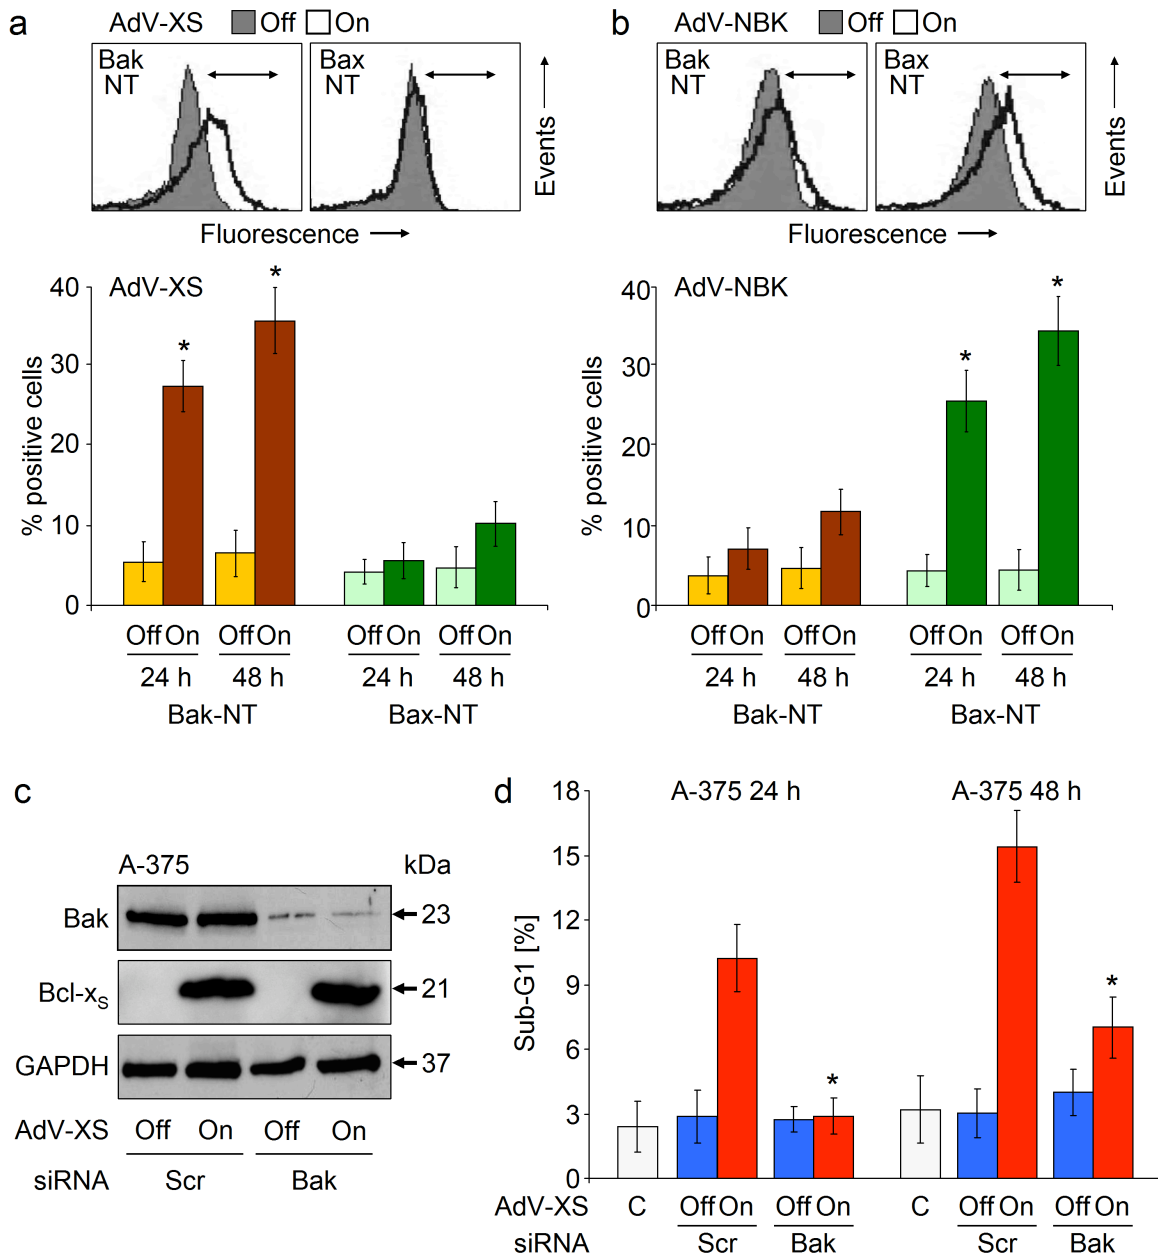 a AdV-XS Off On
Bak NT
Bax NT
Events
Fluorescence
AdV-XS
% positive cells
40
30
20
10
0
Off On Off On Off On Off On
24 h 48 h 24 h 48 h
Bak-NT Bax-NT
b AdV-NBK Off On
Bak NT
Bax NT
Events
Fluorescence
AdV-NBK
% positive cells
40
30
20
10
0
Off On Off On Off On Off On
24 h 48 h 24 h 48 h
Bak-NT Bax-NT
* * * *
c
A-375 kDa
Bak 23
Bcl-xS 21
GAPDH 37
AdV-XS Off On Off On
siRNA Scr Bak
d
A-375 24 h A-375 48 h
Sub-G1 [%]
18
15
12
9
6
3
0
* *
AdV-XS C Off On Off On C Off On Off On
siRNA Scr Bak Scr Bak